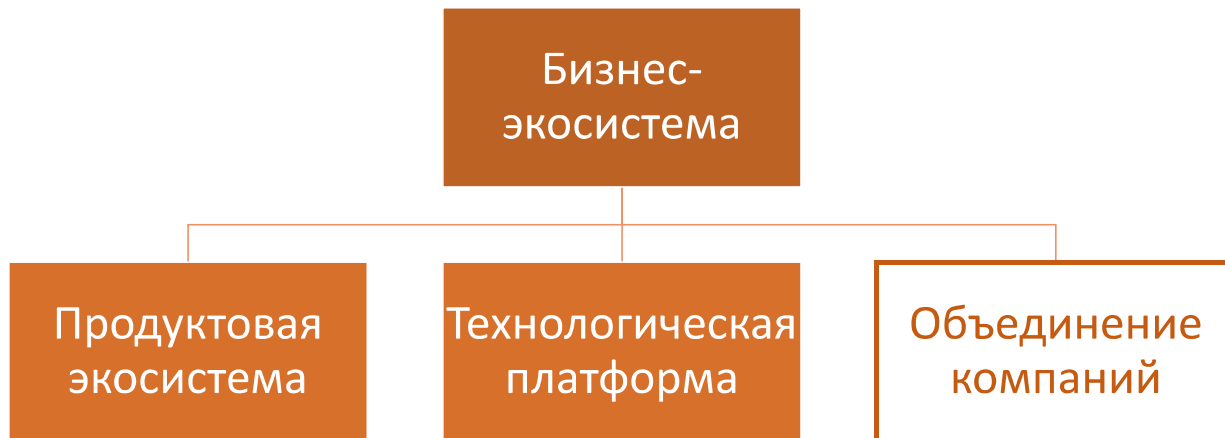 Бизнес-
экосистема
Продуктовая
экосистема
Технологическая
платформа
Объединение
компаний